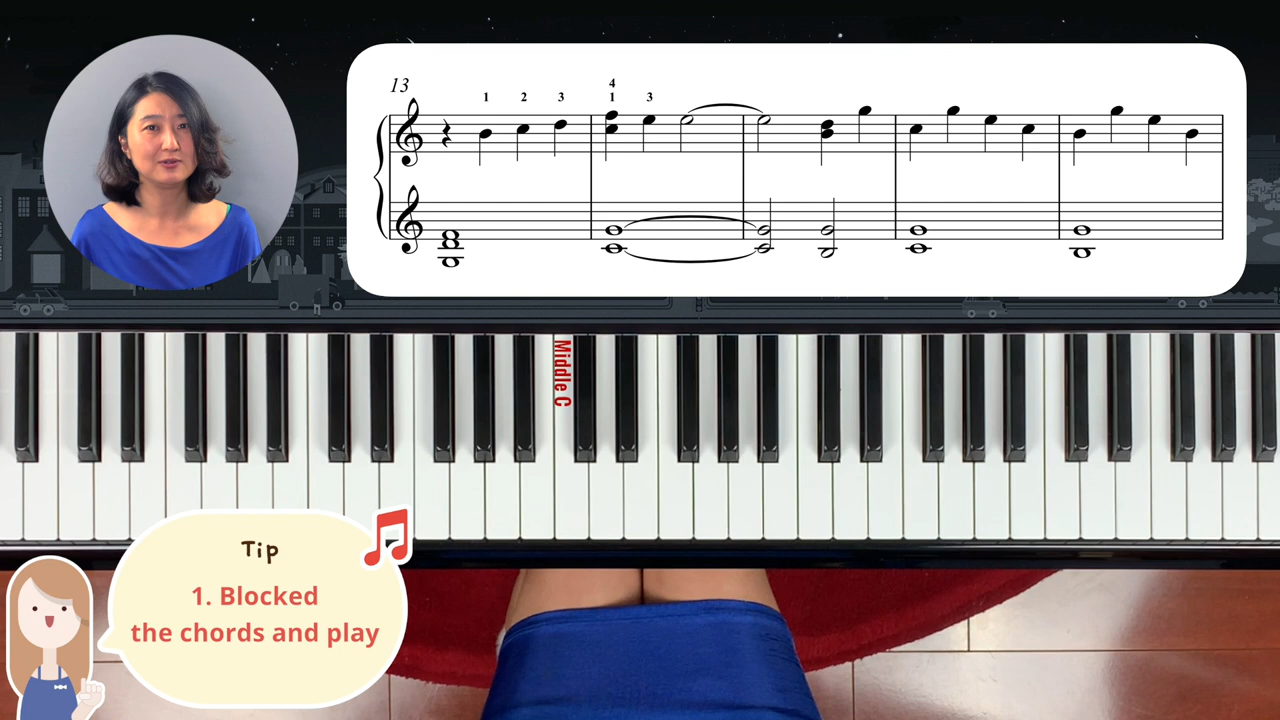 13
1 2 3 4 1 3
Middle C
Tip
1. Blocked
the chords and play